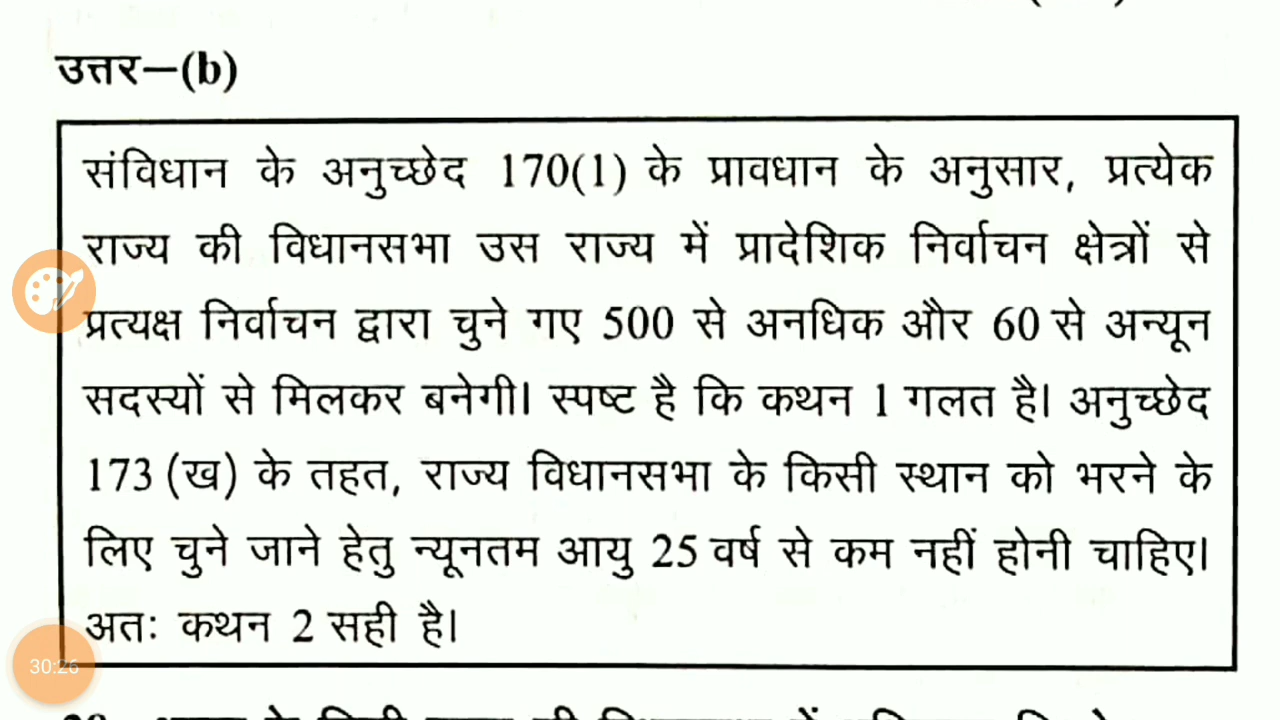 उत्तर–(b)
संविधान के अनुच्छेद 170(1) के प्रावधान के अनुसार, प्रत्येक
राज्य की विधानसभा उस राज्य में प्रादेशिक निर्वाचन क्षेत्रों से
प्रत्यक्ष निर्वाचन द्वारा चुने गए 500 से अनधिक और 60 से अन्यून
सदस्यों से मिलकर बनेगी। स्पष्ट है कि कथन 1 गलत है। अनुच्छेद
173 (ख) के तहत, राज्य विधानसभा के किसी स्थान को भरने के
लिए चुने जाने हेतु न्यूनतम आयु 25 वर्ष से कम नहीं होनी चाहिए।
अतः कथन 2 सही है।
30:26